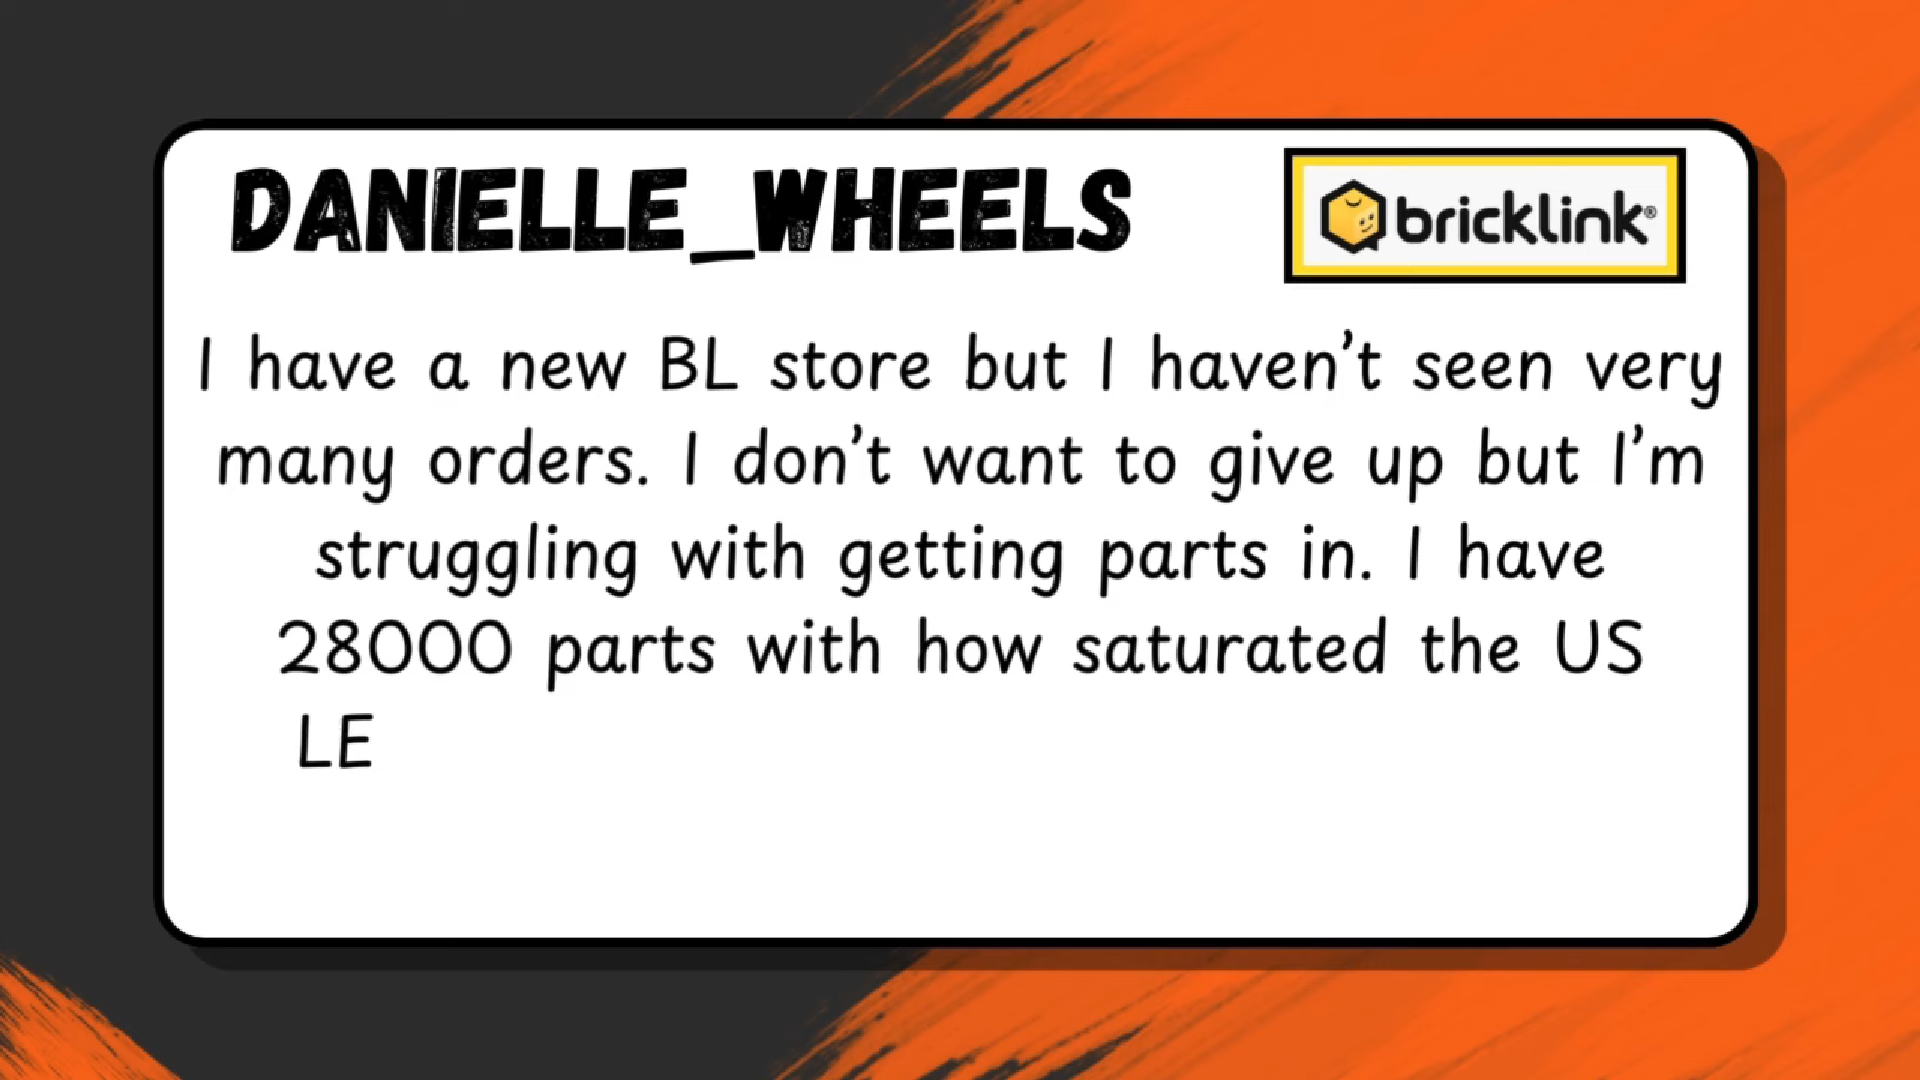 DANIELLE_WHEELS
bricklink®
I have a new BL store but I haven't seen very
many orders. I don't want to give up but I'm
struggling with getting parts in. I have
28000 parts with how saturated the US
LE